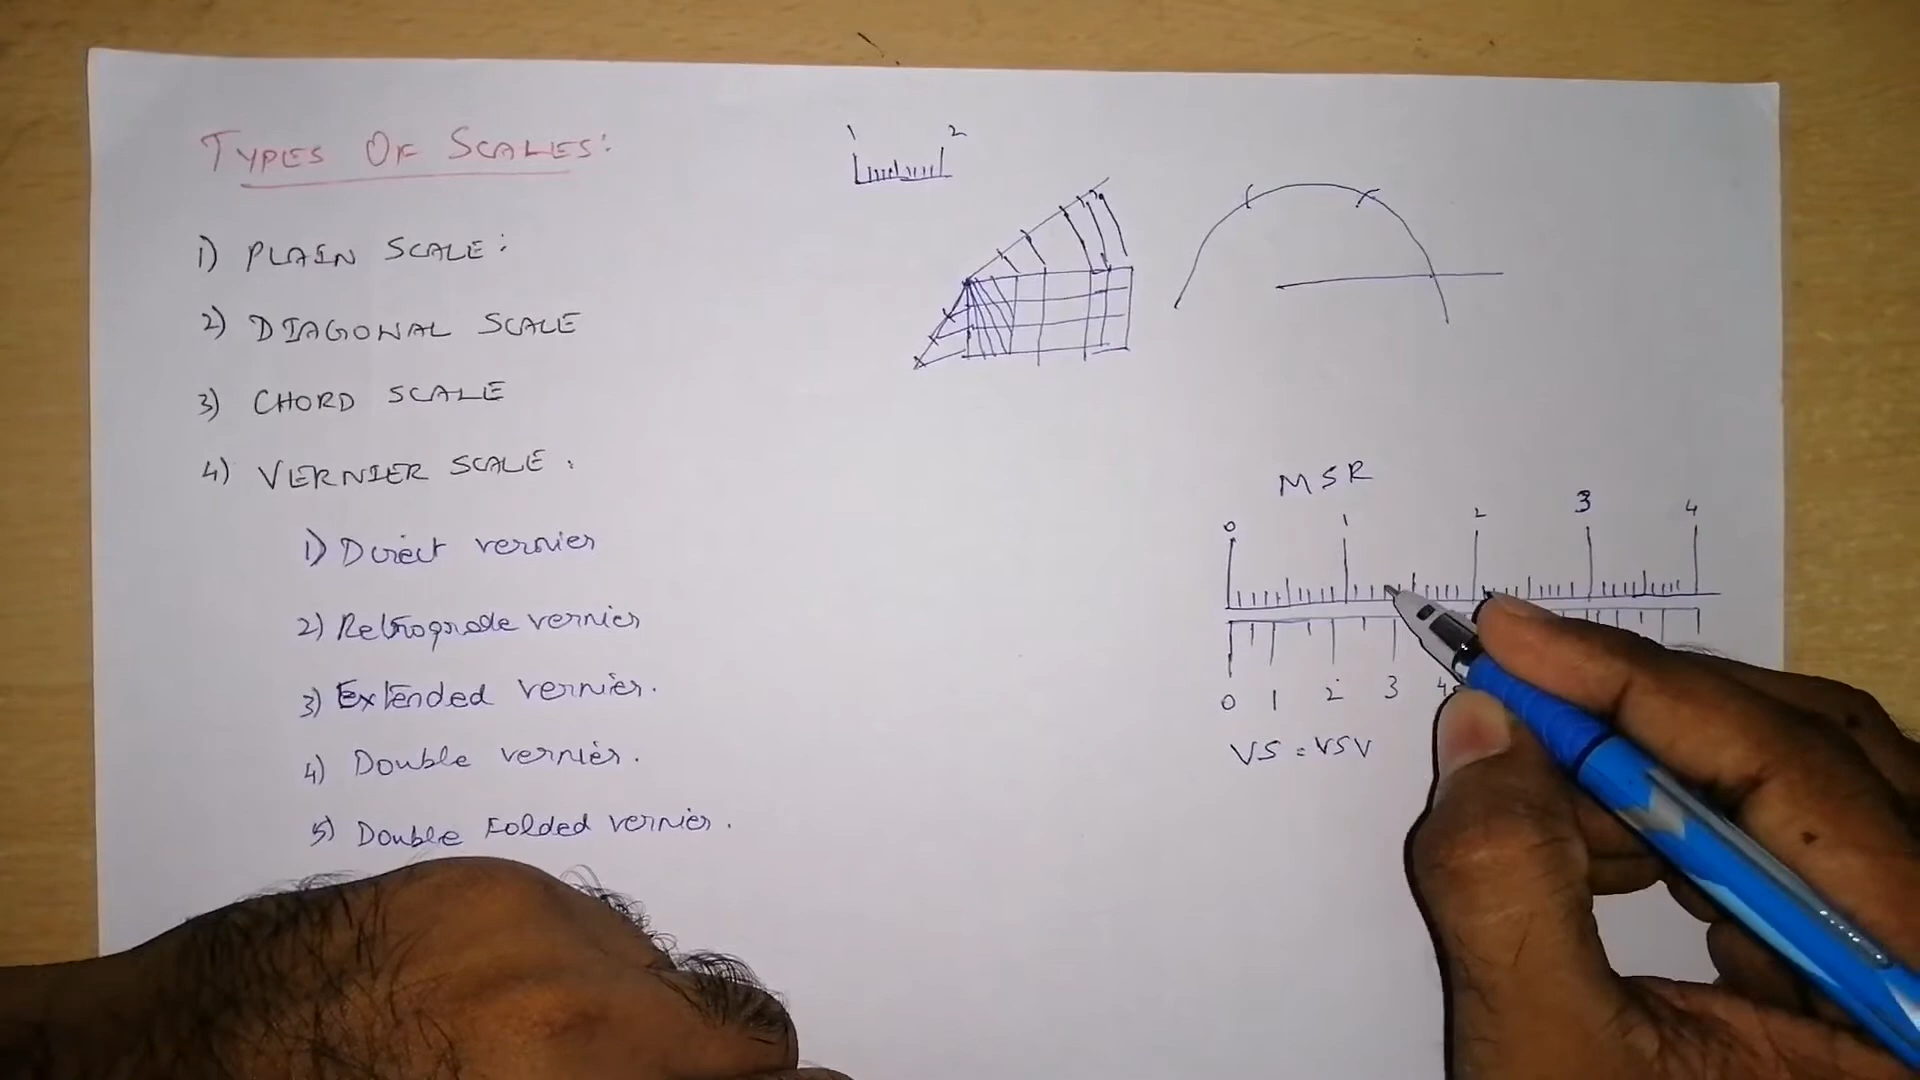 TYPES OF SCALES:
1) PLAIN SCALE:
2) DIAGONAL SCALE
3) CHORD SCALE
4) VERNIER SCALE:
1) Direct vernier
2) Retrograde vernier
3) Extended vernier.
4) Double vernier.
5) Double Folded vernier.
1 2
MSR
0 1 2 3 4
0 1 2 3 4
VS = VSV